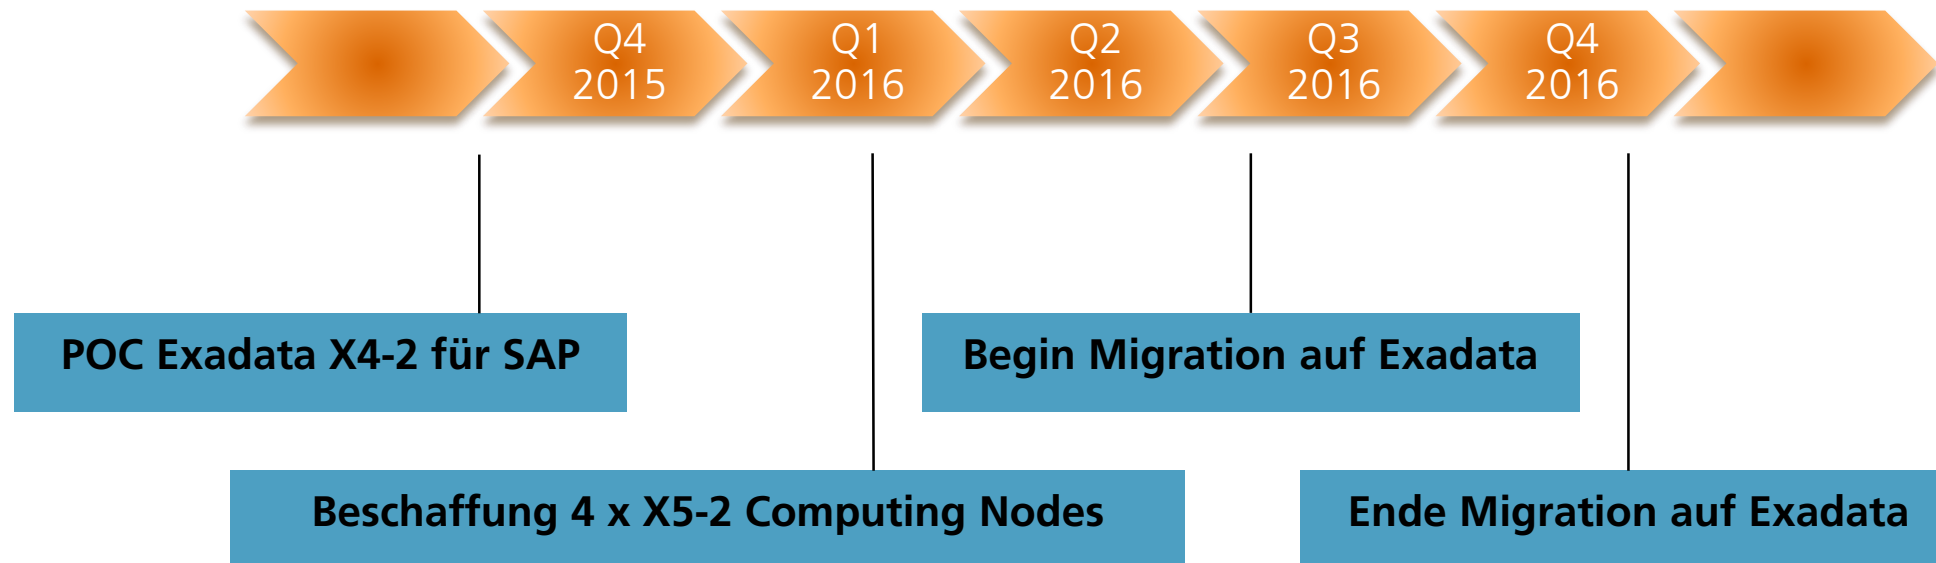 Q4
2015
Q1
2016
Q2
2016
Q3
2016
Q4
2016
POC Exadata X4-2 für SAP
Begin Migration auf Exadata
Beschaffung 4 x X5-2 Computing Nodes
Ende Migration auf Exadata